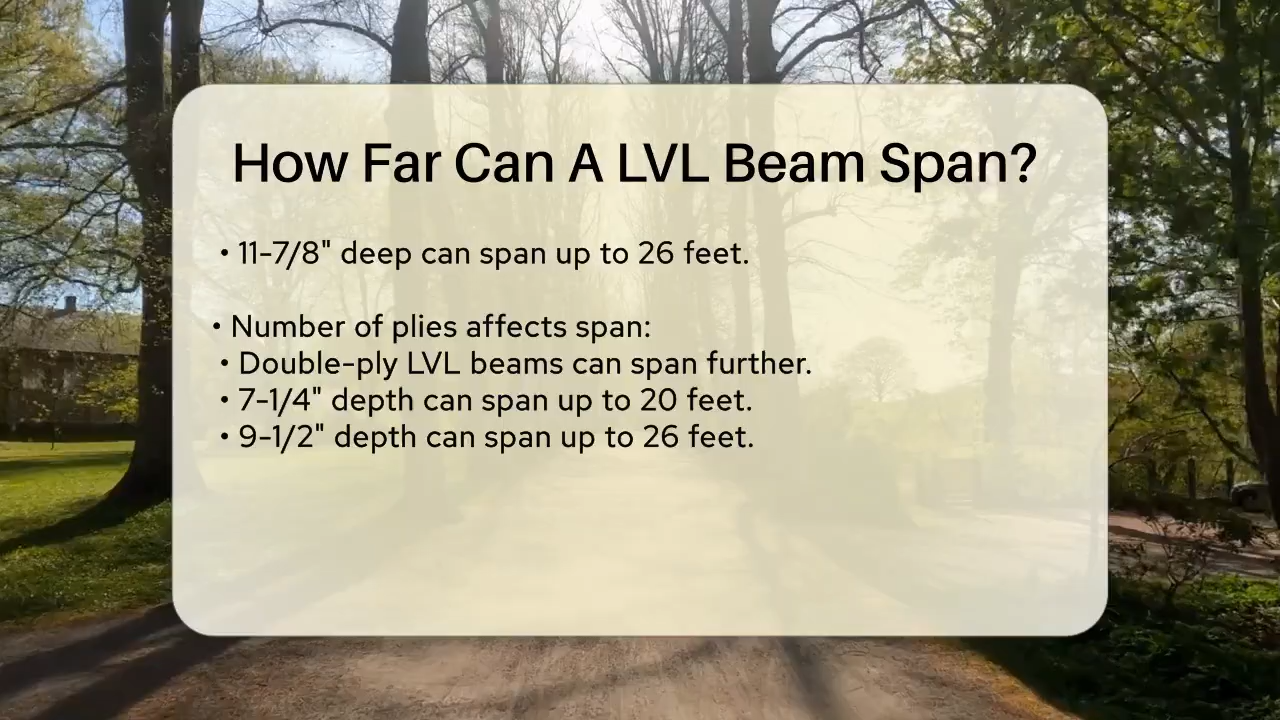 How Far Can A LVL Beam Span?
• 11-7/8" deep can span up to 26 feet.
• Number of plies affects span:
• Double-ply LVL beams can span further.
• 7-1/4" depth can span up to 20 feet.
• 9-1/2" depth can span up to 26 feet.